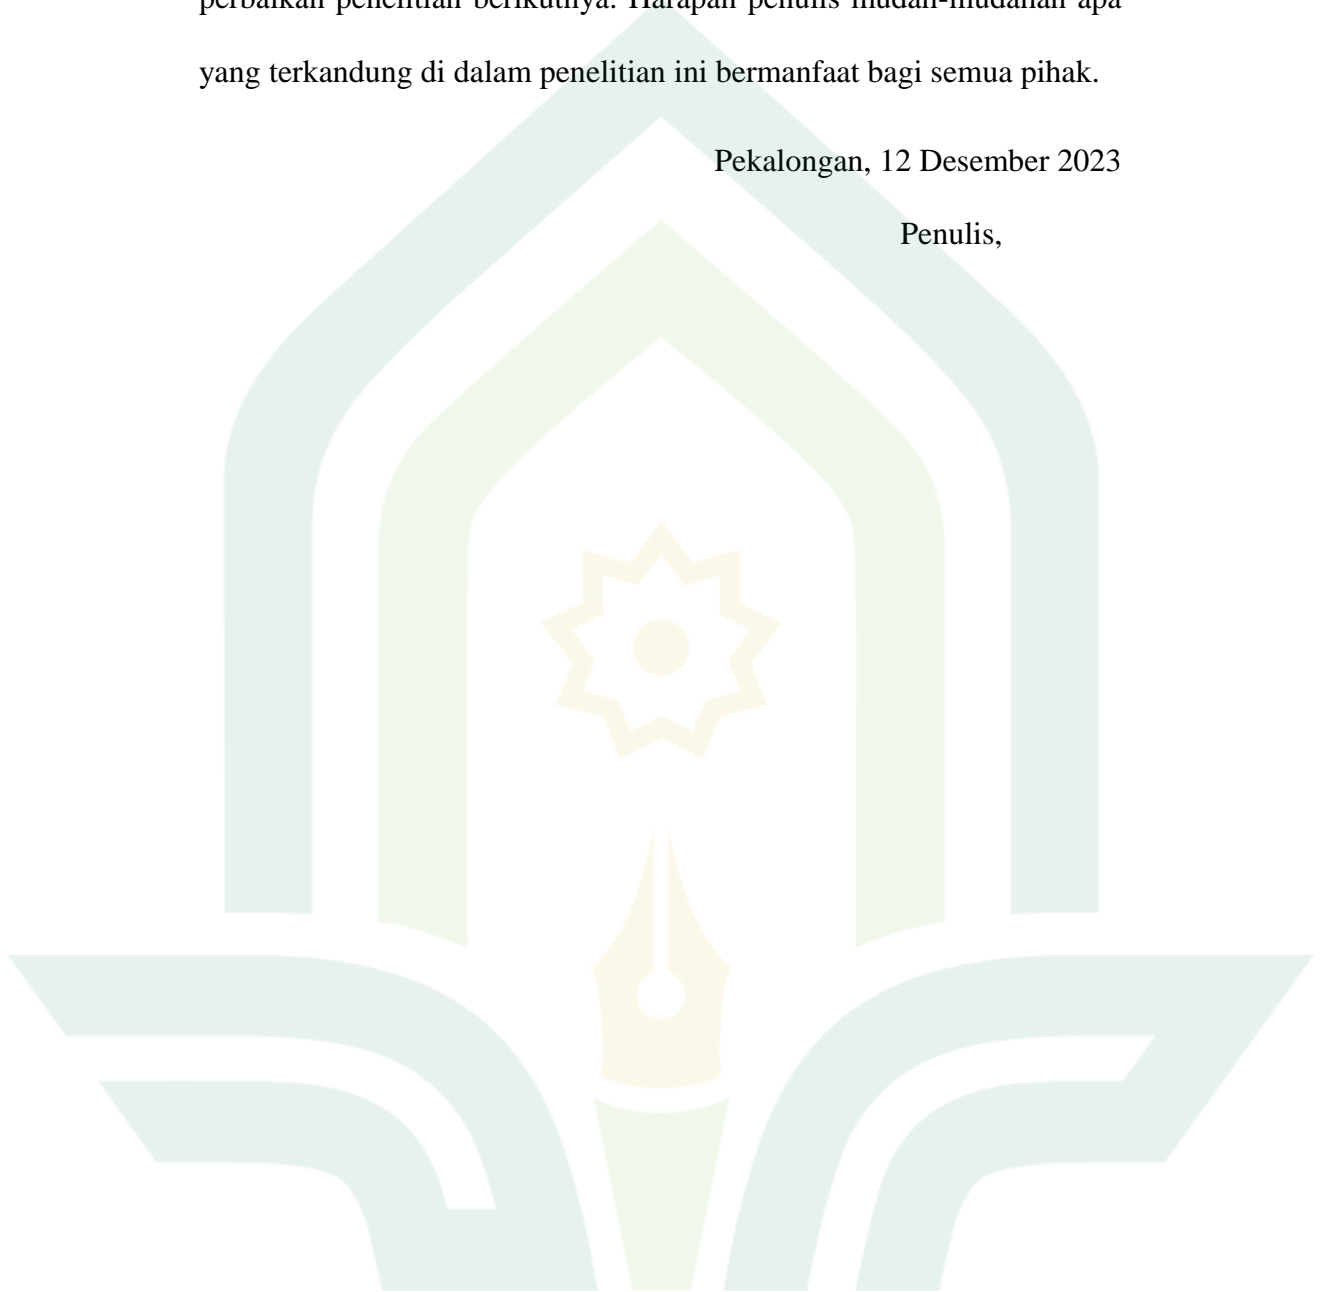 perbaikan penelitian berikutnya. Harapan penulis mudah-mudahan apa
yang terkandung di dalam penelitian ini bermanfaat bagi semua pihak.
Pekalongan, 12 Desember 2023
Penulis,